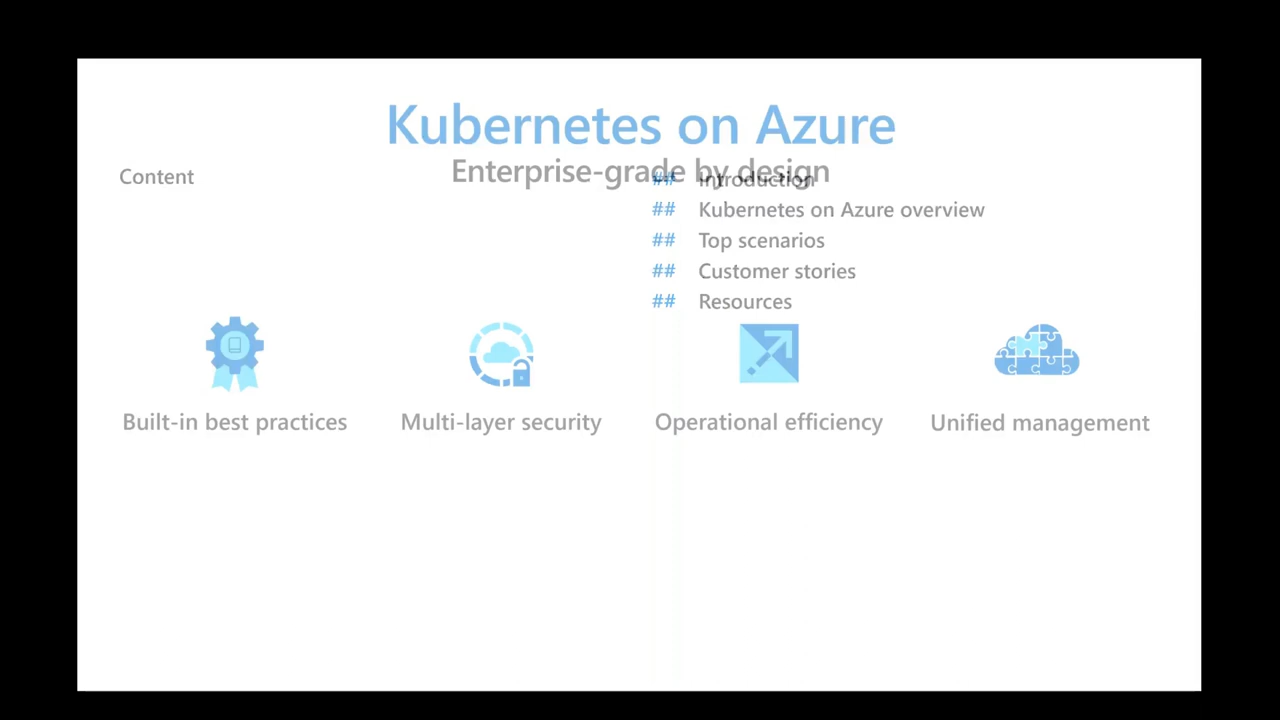 Kubernetes on Azure
Enterprise-grade by design
Content
## Introduction
## Kubernetes on Azure overview
## Top scenarios
## Customer stories
## Resources
Built-in best practices
Multi-layer security
Operational efficiency
Unified management